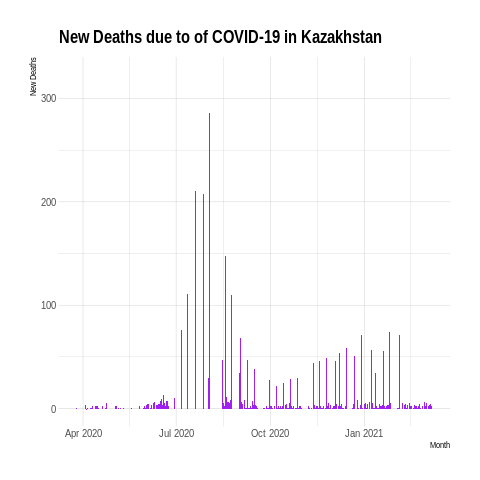 New Deaths due to of COVID-19 in Kazakhstan
New Deaths
300
200
100
0
Apr 2020 Jul 2020 Oct 2020 Jan 2021
Month